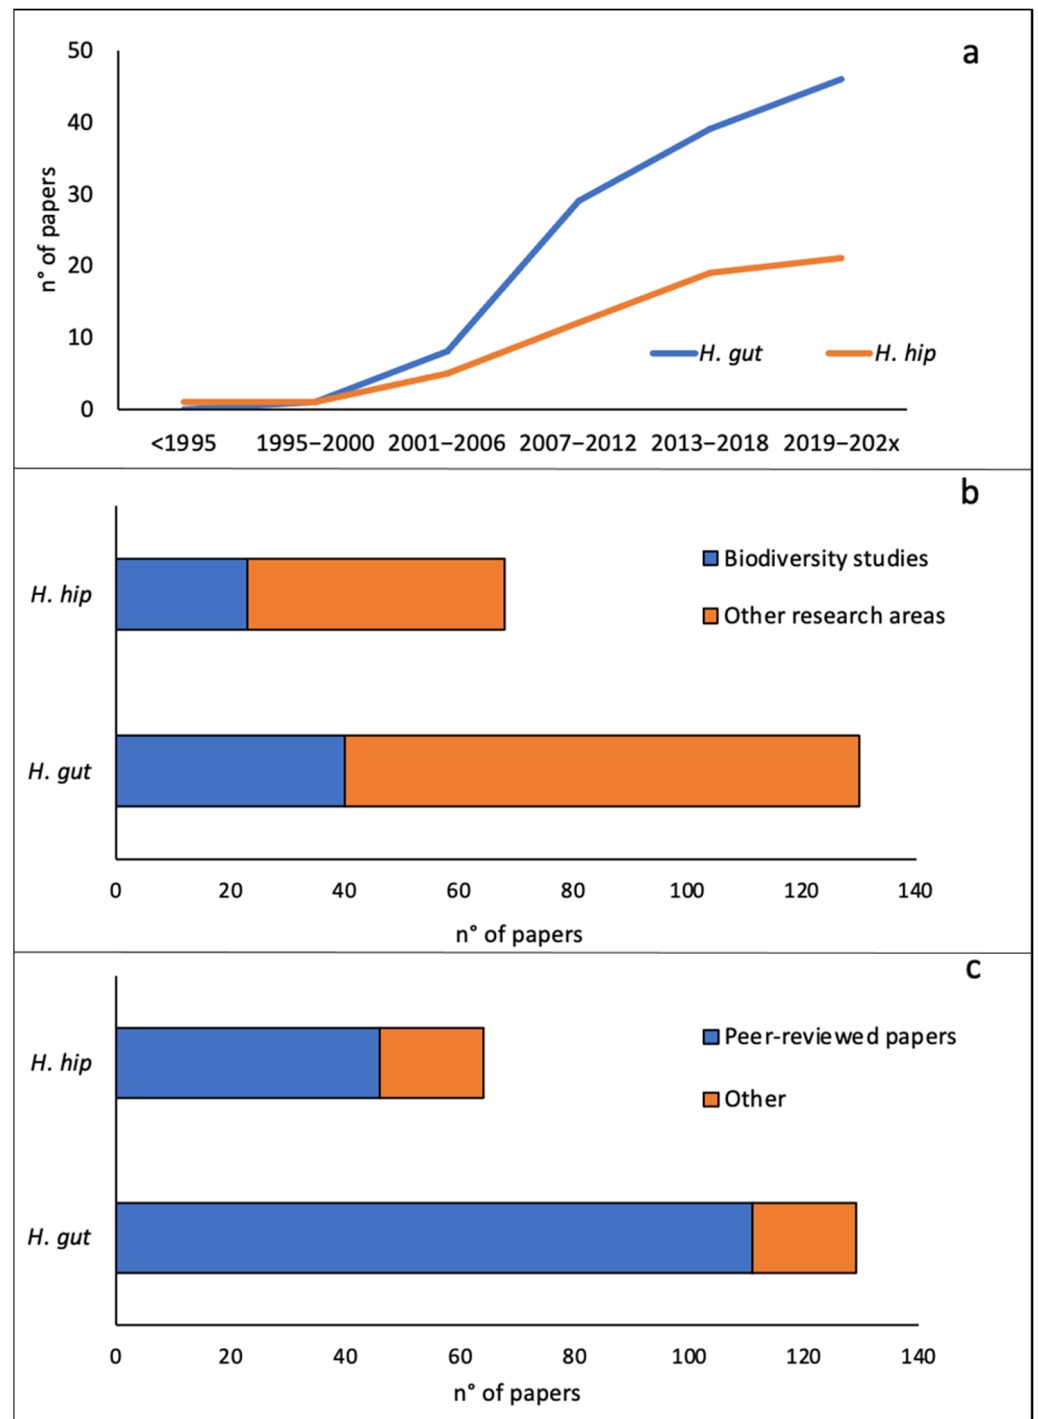 a
50
40
30
20
10
0
n° of papers
H. gut
H. hip
<1995 1995–2000 2001–2006 2007–2012 2013–2018 2019–202x
b
Biodiversity studies
Other research areas
H. hip
H. gut
0 20 40 60 80 100 120 140
n° of papers
c
Peer-reviewed papers
Other
H. hip
H. gut
0 20 40 60 80 100 120 140
n° of papers